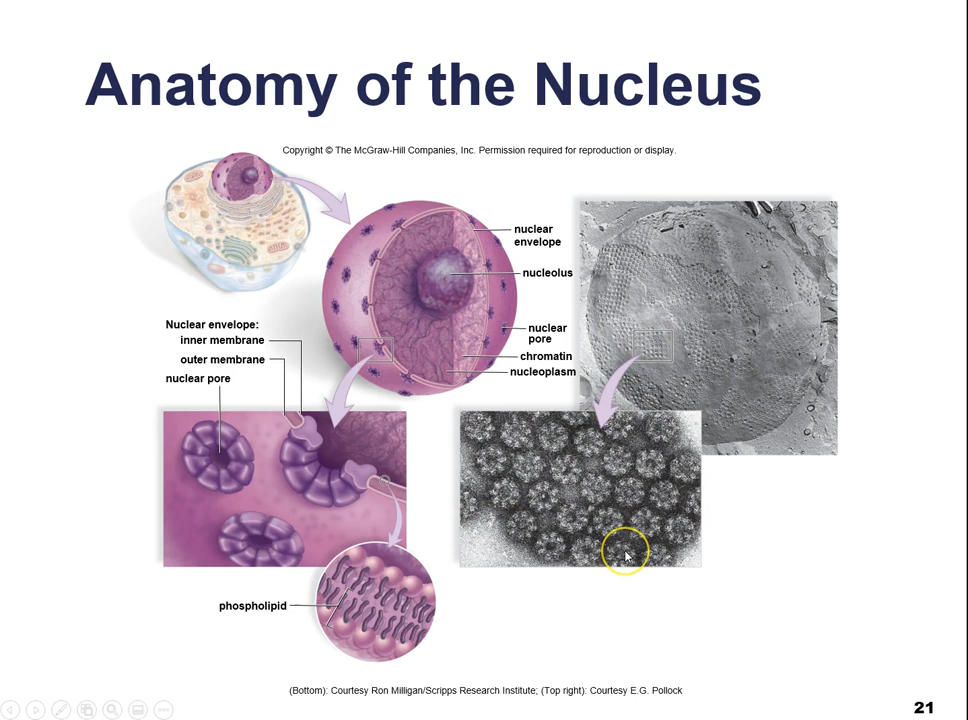 Anatomy of the Nucleus
Copyright © The McGraw-Hill Companies, Inc. Permission required for reproduction or display.
nuclear
envelope
nucleolus
nuclear
pore
chromatin
nucleoplasm
Nuclear envelope:
inner membrane
outer membrane
nuclear pore
phospholipid
(Bottom): Courtesy Ron Milligan/Scripps Research Institute; (Top right): Courtesy E.G. Pollock
21